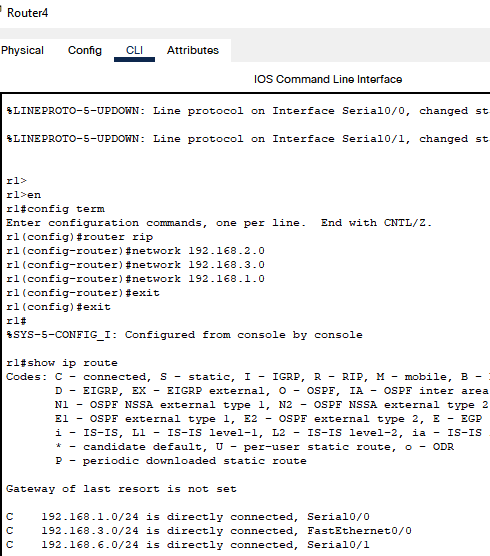 Router4
Physical Config CLI Attributes
IOS Command Line Interface
%LINEPROTO-5-UPDOWN: Line protocol on Interface Serial0/0, changed st
%LINEPROTO-5-UPDOWN: Line protocol on Interface Serial0/1, changed st
r1>
r1>en
r1#config term
Enter configuration commands, one per line.  End with CNTL/Z.
r1(config)#router rip
r1(config-router)#network 192.168.2.0
r1(config-router)#network 192.168.3.0
r1(config-router)#network 192.168.1.0
r1(config-router)#exit
r1(config)#exit
r1#
%SYS-5-CONFIG_I: Configured from console by console
r1#show ip route
Codes: C - connected, S - static, I - IGRP, R - RIP, M - mobile, B -
D - EIGRP, EX - EIGRP external, O - OSPF, IA - OSPF inter area
N1 - OSPF NSSA external type 1, N2 - OSPF NSSA external type 2
E1 - OSPF external type 1, E2 - OSPF external type 2, E - EGP
i - IS-IS, L1 - IS-IS level-1, L2 - IS-IS level-2, ia - IS-IS
* - candidate default, U - per-user static route, o - ODR
P - periodic downloaded static route
Gateway of last resort is not set
C    192.168.1.0/24 is directly connected, Serial0/0
C    192.168.3.0/24 is directly connected, FastEthernet0/0
C    192.168.6.0/24 is directly connected, Serial0/1